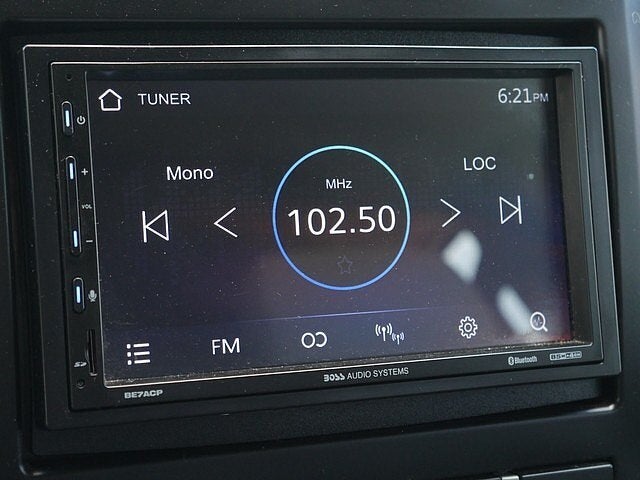 TUNER
6:21PM
Mono
LOC
MHz
102.50
VOL
FM
SD
BOSS AUDIO SYSTEMS
Bluetooth
BE7ACP